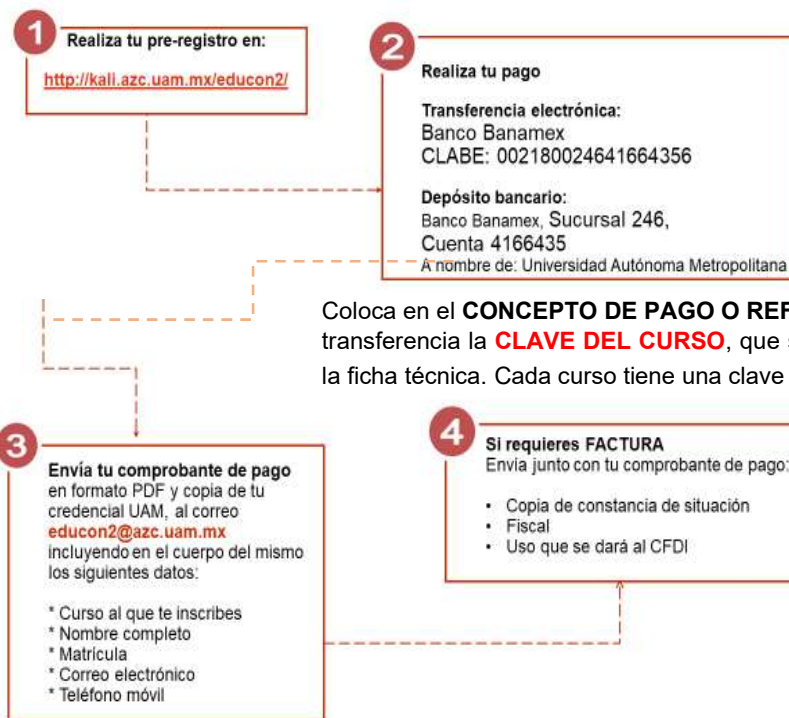 1
Realiza tu pre-registro en:
http://kali.azc.uam.mx/educon2/
2
Realiza tu pago
Transferencia electrónica:
Banco Banamex
CLABE: 002180024641664356
Depósito bancario:
Banco Banamex, Sucursal 246,
Cuenta 4166435
A nombre de: Universidad Autónoma Metropolitana
Coloca en el CONCEPTO DE PAGO O REF
transferencia la CLAVE DEL CURSO, que
la ficha técnica. Cada curso tiene una clave
3
Envía tu comprobante de pago
en formato PDF y copia de tu
credencial UAM, al correo
educon2@azc.uam.mx
incluyendo en el cuerpo del mismo
los siguientes datos:
* Curso al que te inscribes
* Nombre completo
* Matrícula
* Correo electrónico
* Teléfono móvil
4
Si requieres FACTURA
Envía junto con tu comprobante de pago:
• Copia de constancia de situación
• Fiscal
• Uso que se dará al CFDI